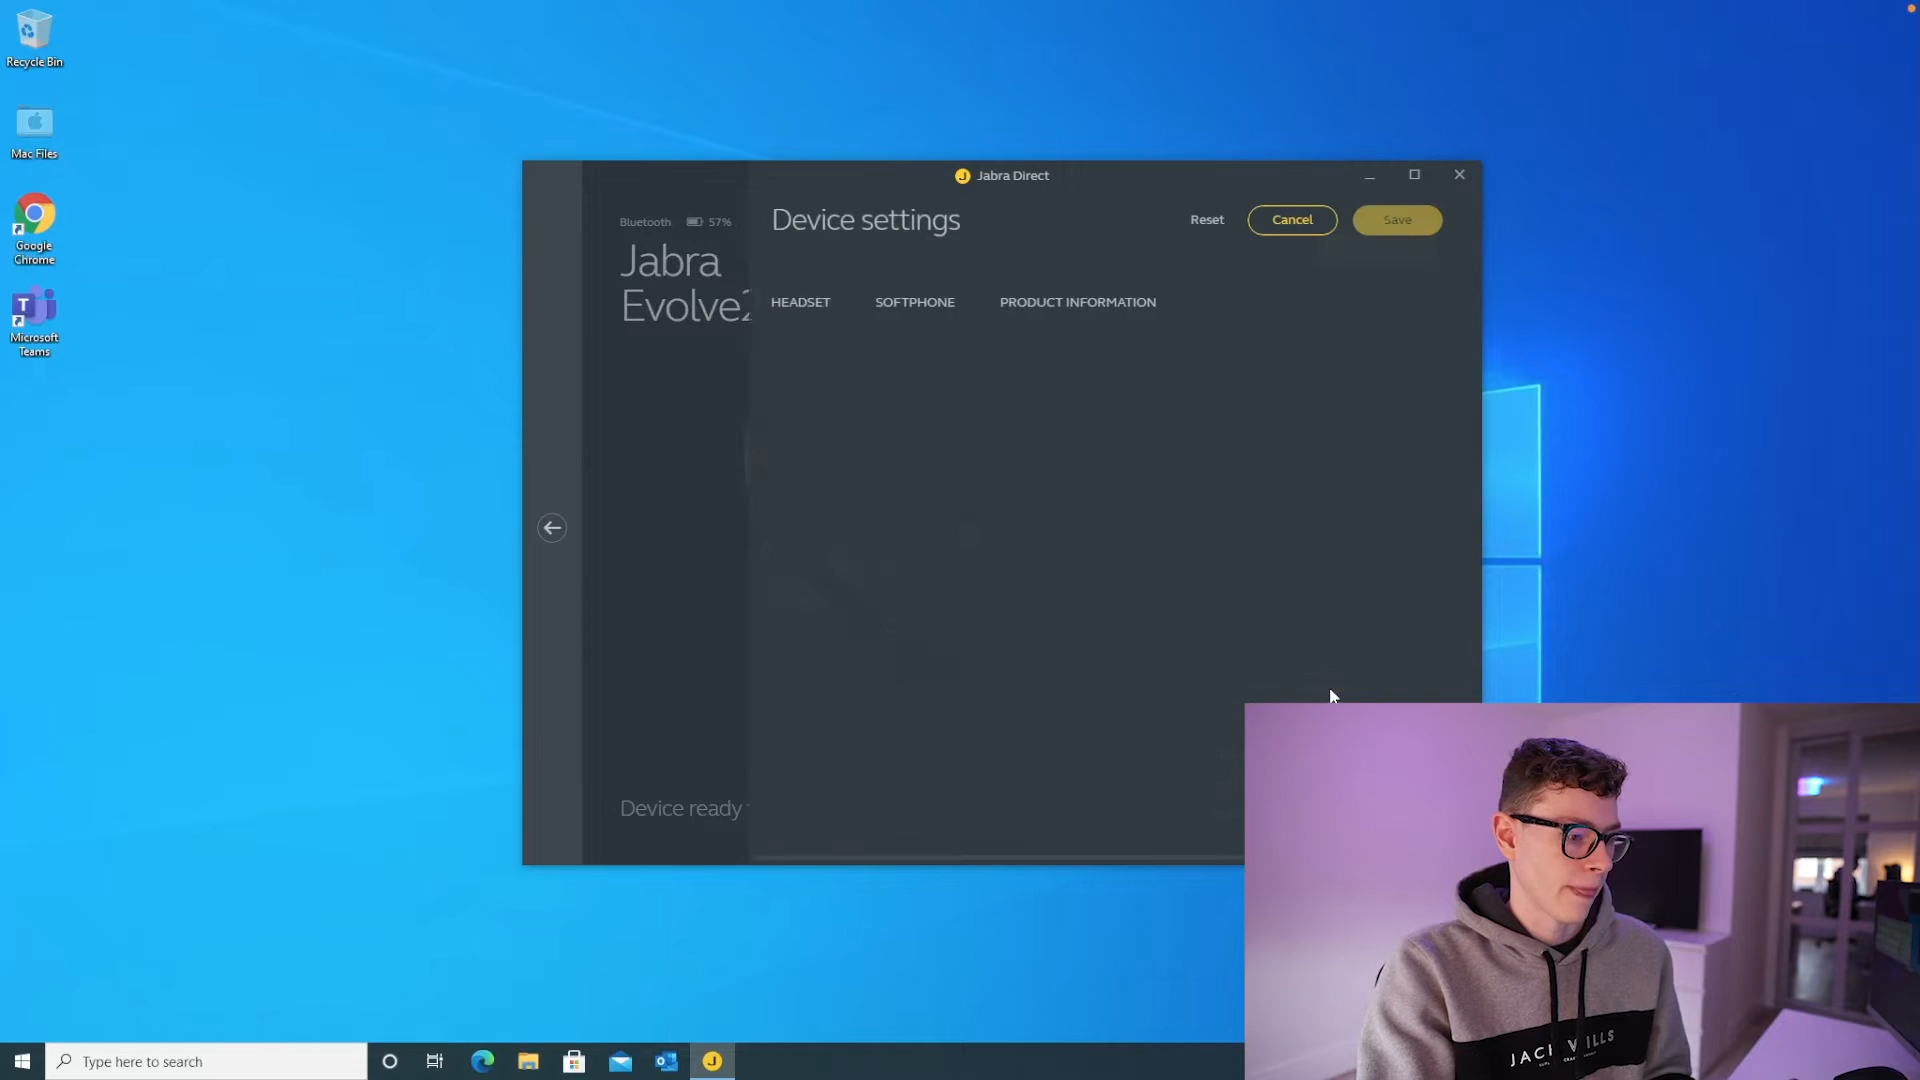 Recycle Bin
Mac Files
Google
Chrome
T
Microsoft
Teams
J Jabra Direct
Bluetooth 57%
Device settings
Reset
Cancel
Save
Jabra
HEADSET
SOFTPHONE
PRODUCT INFORMATION
Evolve2
Device ready
Type here to search
J